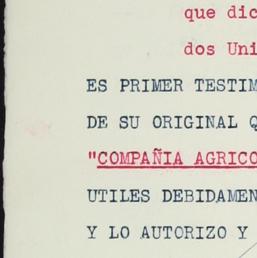 que dic
dos Uni
ES PRIMER TESTIM
DE SU ORIGINAL Q
"COMPAÑIA AGRICO
UTILES DEBIDAMEN
Y LO AUTORIZO Y